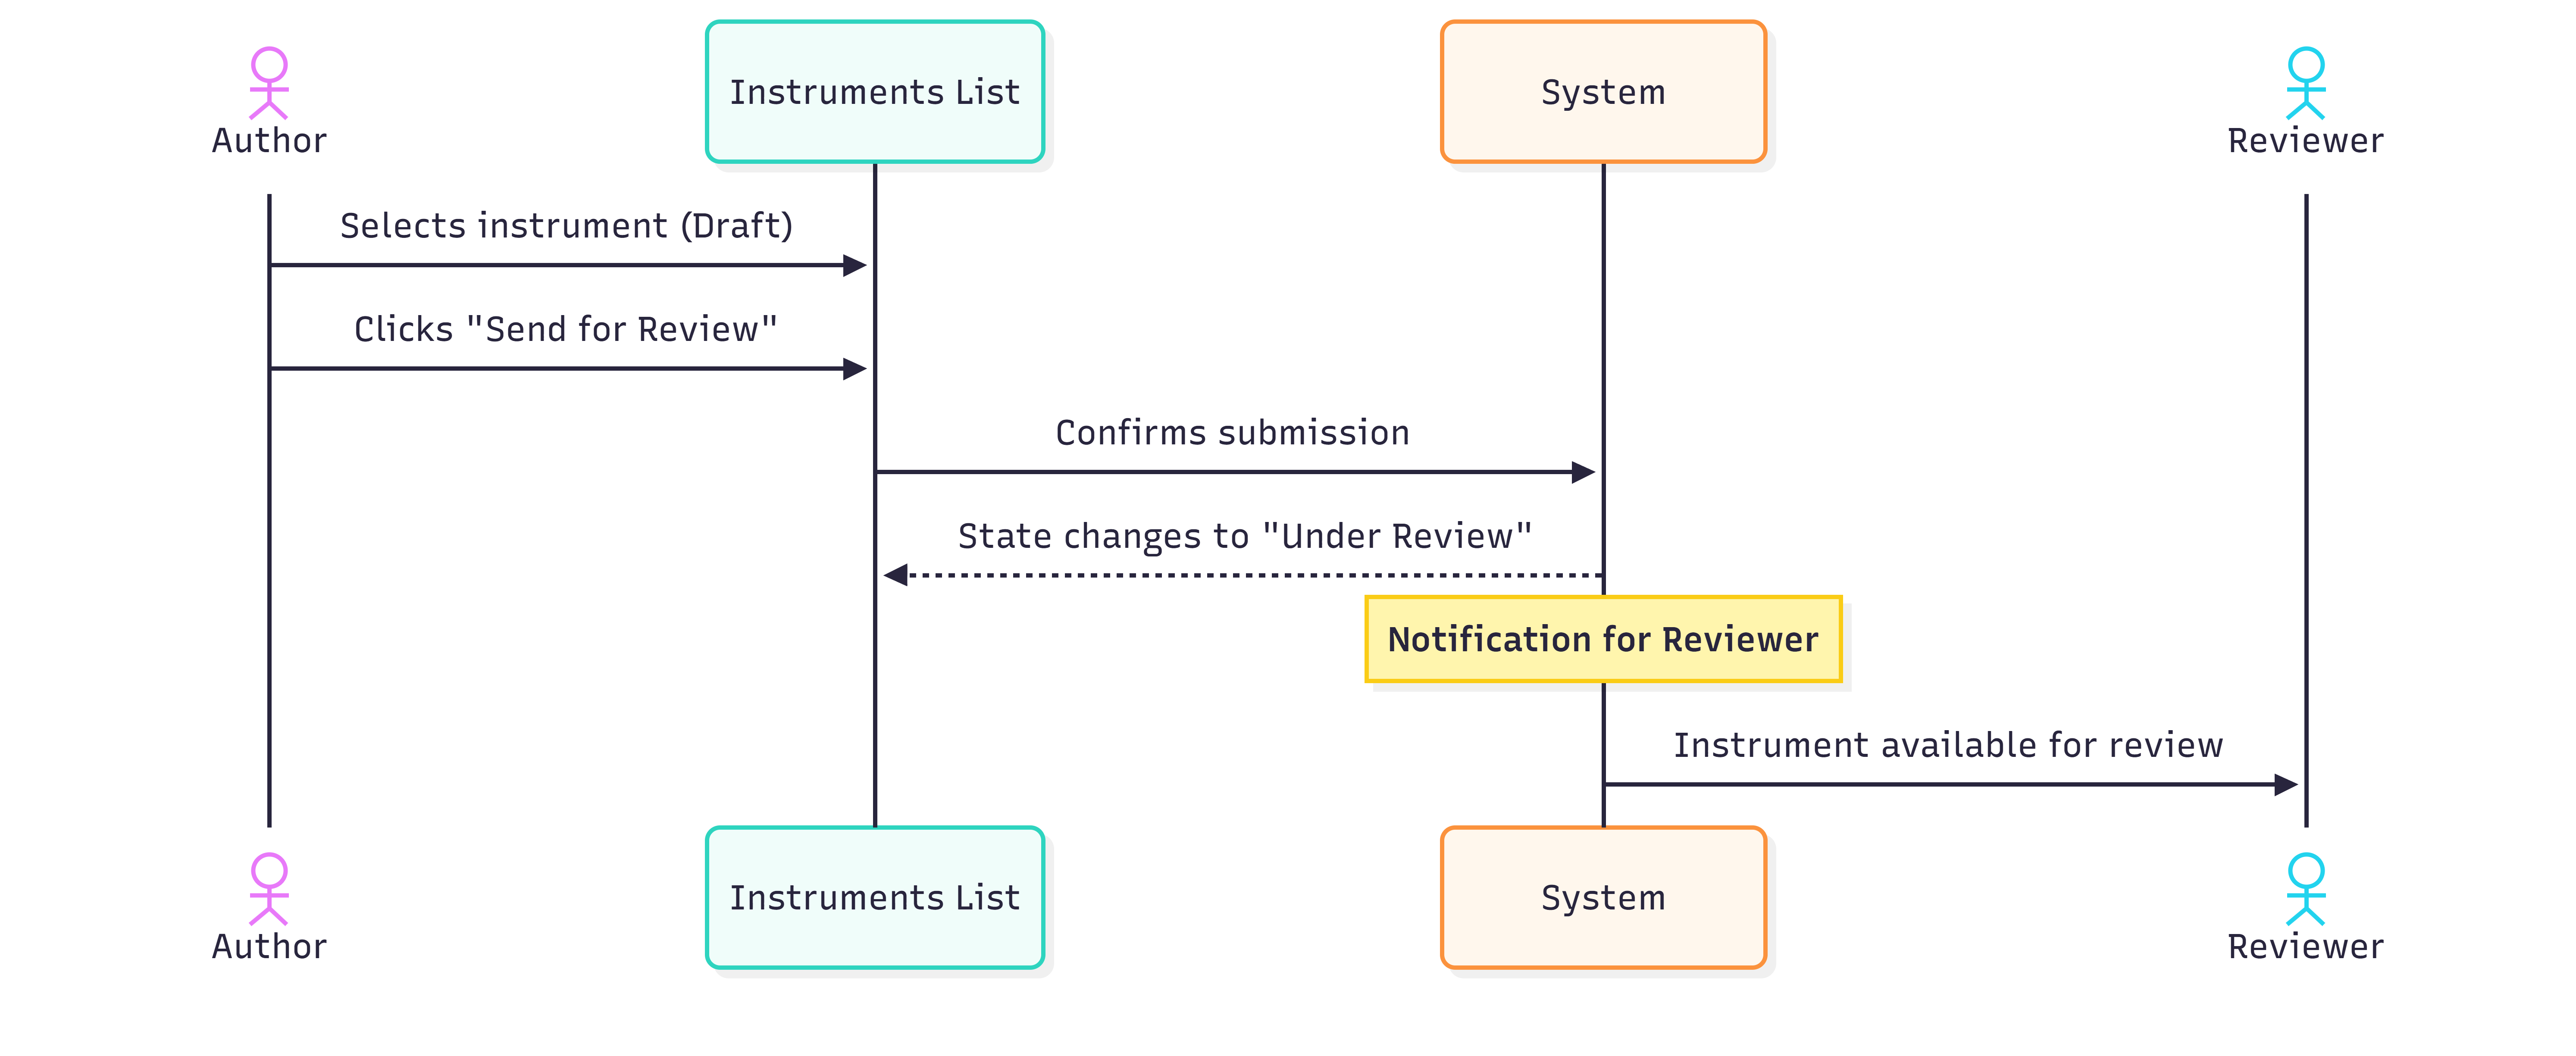 Author
Instruments List
System
Reviewer
Selects instrument (Draft)
Clicks "Send for Review"
Confirms submission
State changes to "Under Review"
Notification for Reviewer
Instrument available for review
Author
Instruments List
System
Reviewer